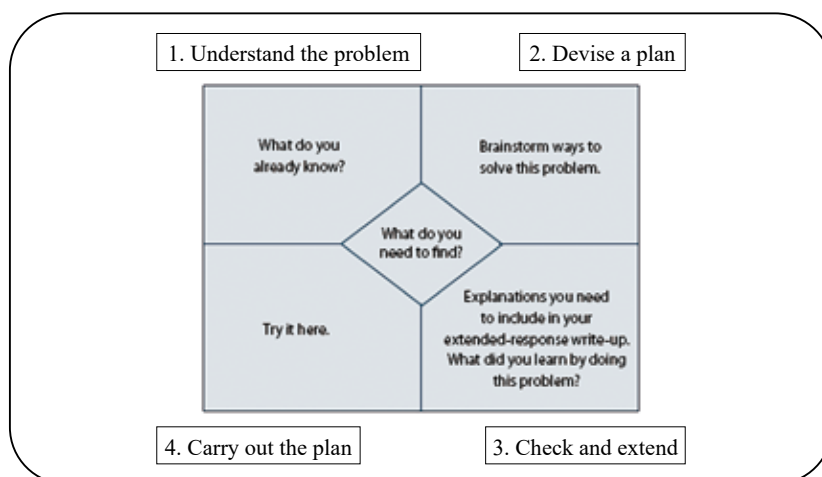 1. Understand the problem
2. Devise a plan
What do you
already know?
Brainstorm ways to
solve this problem.
What do you
need to find?
Try it here.
Explanations you need
to include in your
extended-response write-up.
What did you learn by doing
this problem?
4. Carry out the plan
3. Check and extend